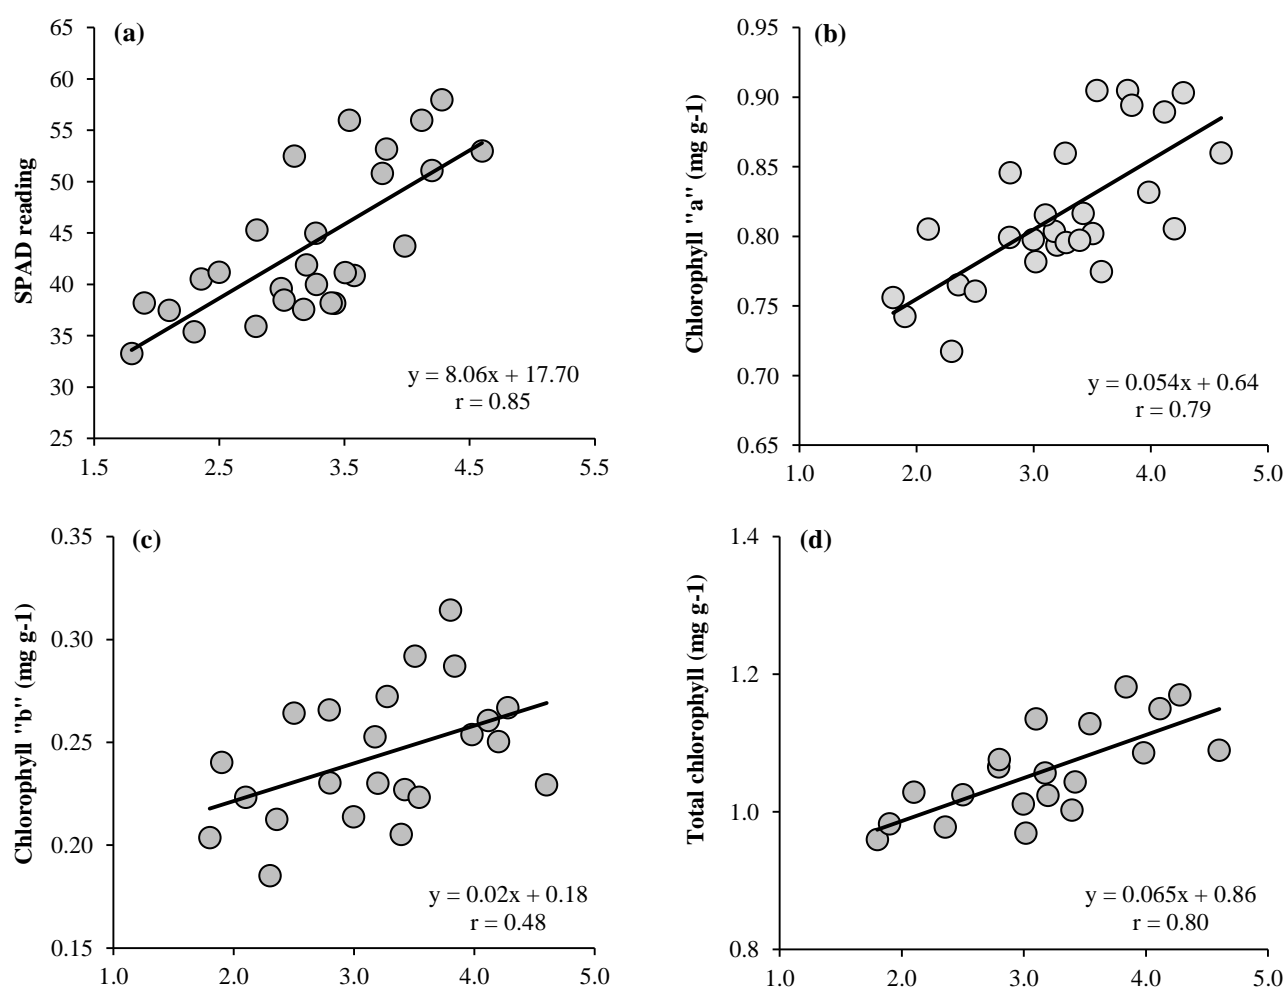 (a)
SPAD reading
65
60
55
50
45
40
35
30
25
1.5 2.5 3.5 4.5 5.5
y = 8.06x + 17.70
r = 0.85
(b)
Chlorophyll "a" (mg g-1)
0.95
0.90
0.85
0.80
0.75
0.70
0.65
1.0 2.0 3.0 4.0 5.0
y = 0.054x + 0.64
r = 0.79
(c)
Chlorophyll "b" (mg g-1)
0.35
0.30
0.25
0.20
0.15
1.0 2.0 3.0 4.0 5.0
y = 0.02x + 0.18
r = 0.48
(d)
Total chlorophyll (mg g-1)
1.4
1.2
1.0
0.8
1.0 2.0 3.0 4.0 5.0
y = 0.065x + 0.86
r = 0.80